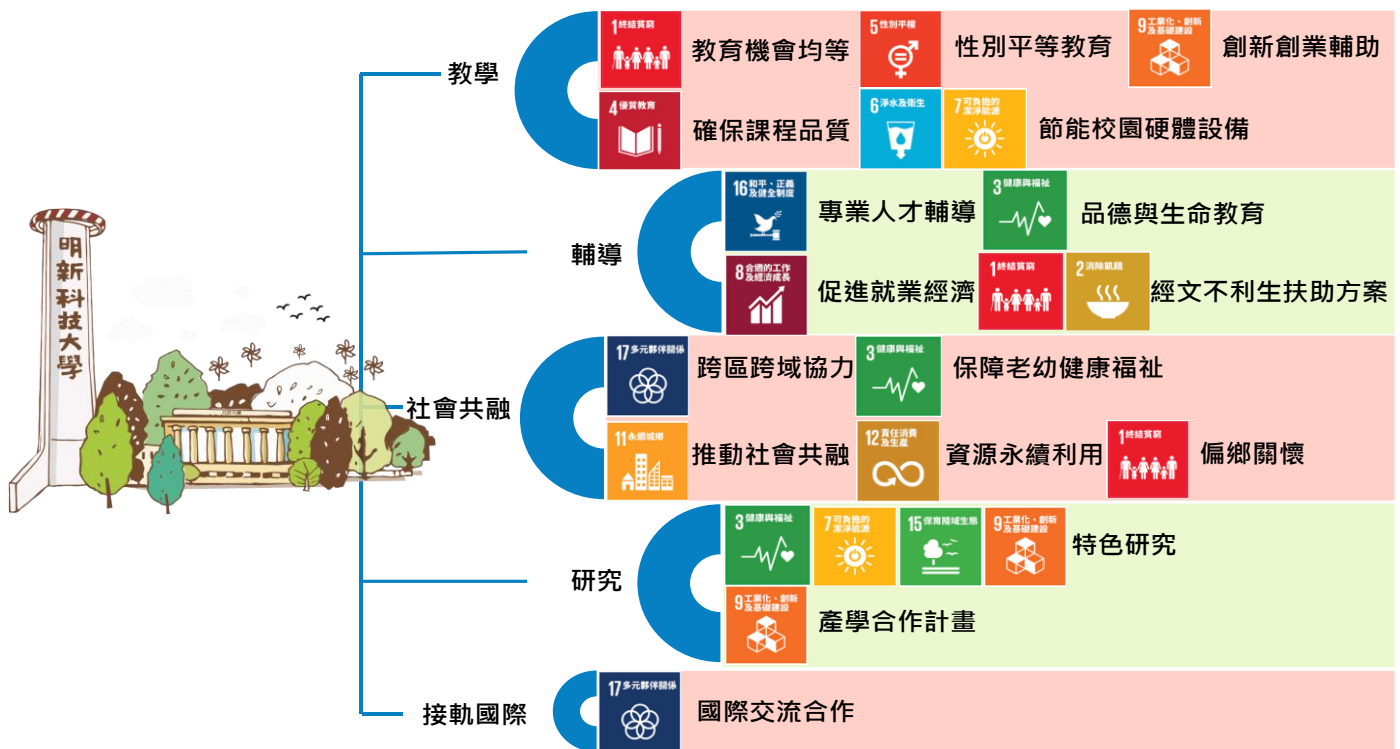 明新科技大學
教學
1 終結貧窮
教育機會均等
5 性別平權
性別平等教育
9 工業化、創新
及基礎建設
創新創業輔助
4 優質教育
確保課程品質
6 淨水及衛生
7 可負擔的
潔淨能源
節能校園硬體設備
輔導
16 和平、正義
及健全制度
專業人才輔導
3 健康與福祉
品德與生命教育
8 合適的工作
及經濟成長
促進就業經濟
1 終結貧窮
2 消除飢餓
經文不利生扶助方案
社會共融
17 多元夥伴關係
跨區跨域協力
3 健康與福祉
保障老幼健康福祉
11 永續城鄉
推動社會共融
12 責任消費
及生產
資源永續利用
1 終結貧窮
偏鄉關懷
研究
3 健康與福祉
7 可負擔的
潔淨能源
15 保育陸域生態
9 工業化、創新
及基礎建設
特色研究
9 工業化、創新
及基礎建設
產學合作計畫
接軌國際
17 多元夥伴關係
國際交流合作